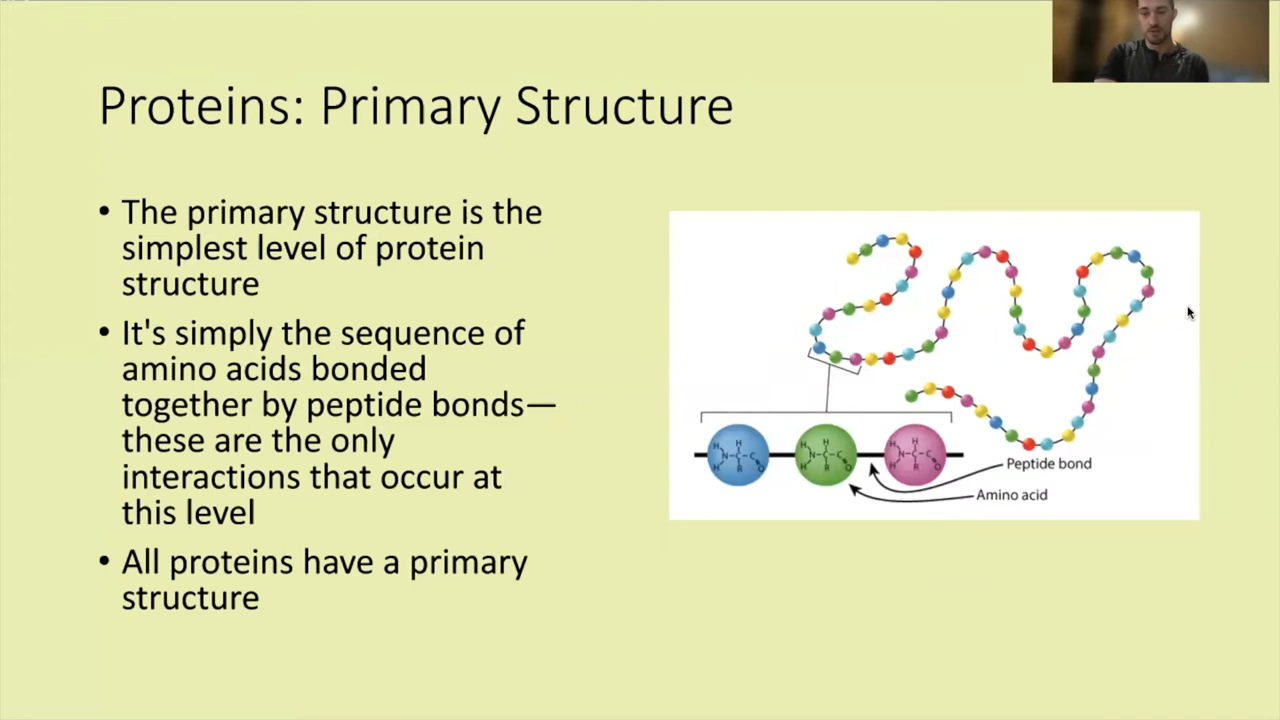 Proteins: Primary Structure
• The primary structure is the
simplest level of protein
structure
• It's simply the sequence of
amino acids bonded
together by peptide bonds—
these are the only
interactions that occur at
this level
• All proteins have a primary
structure
H H
N-C-C
H R O
H H
N-C-C
H R O
H H
N-C-C
H R O
Peptide bond
Amino acid